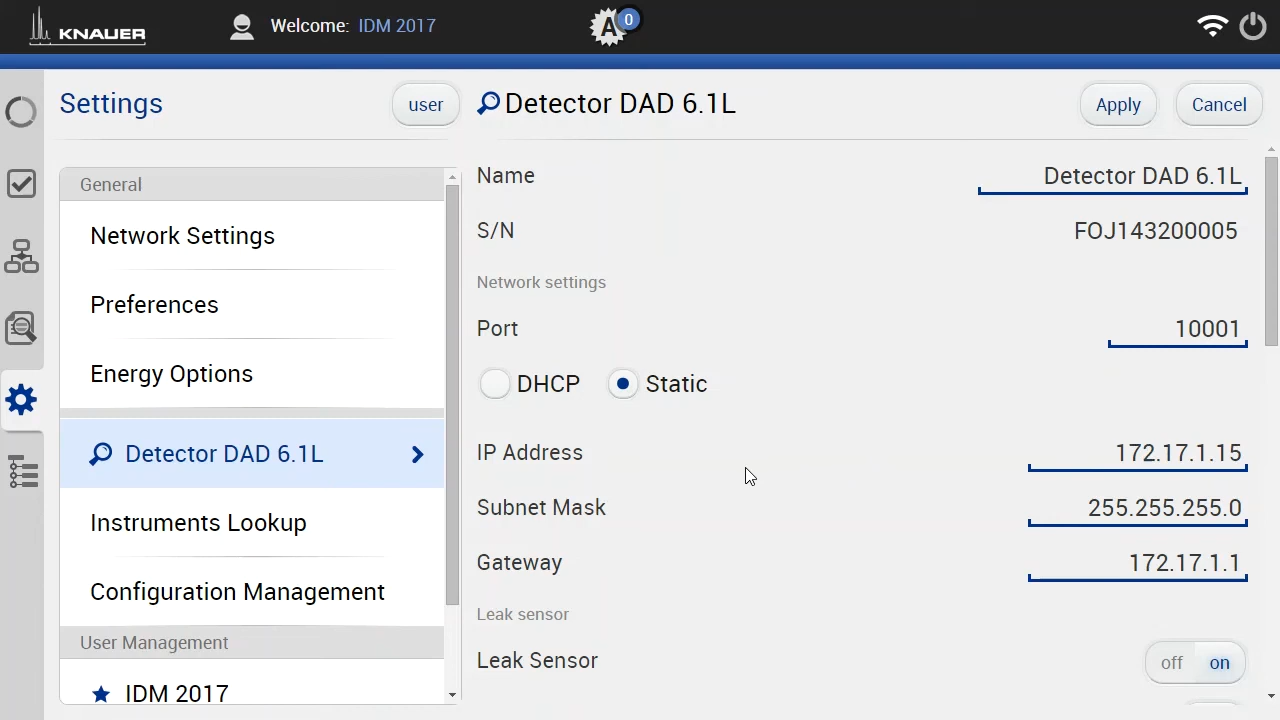 KNAUER
Welcome: IDM 2017
A 0
Settings
user
Detector DAD 6.1L
Apply
Cancel
General
Network Settings
Preferences
Energy Options
Detector DAD 6.1L
Instruments Lookup
Configuration Management
User Management
IDM 2017
Name Detector DAD 6.1L
S/N FOJ143200005
Network settings
Port 10001
DHCP Static
IP Address 172.17.1.15
Subnet Mask 255.255.255.0
Gateway 172.17.1.1
Leak sensor
Leak Sensor off on